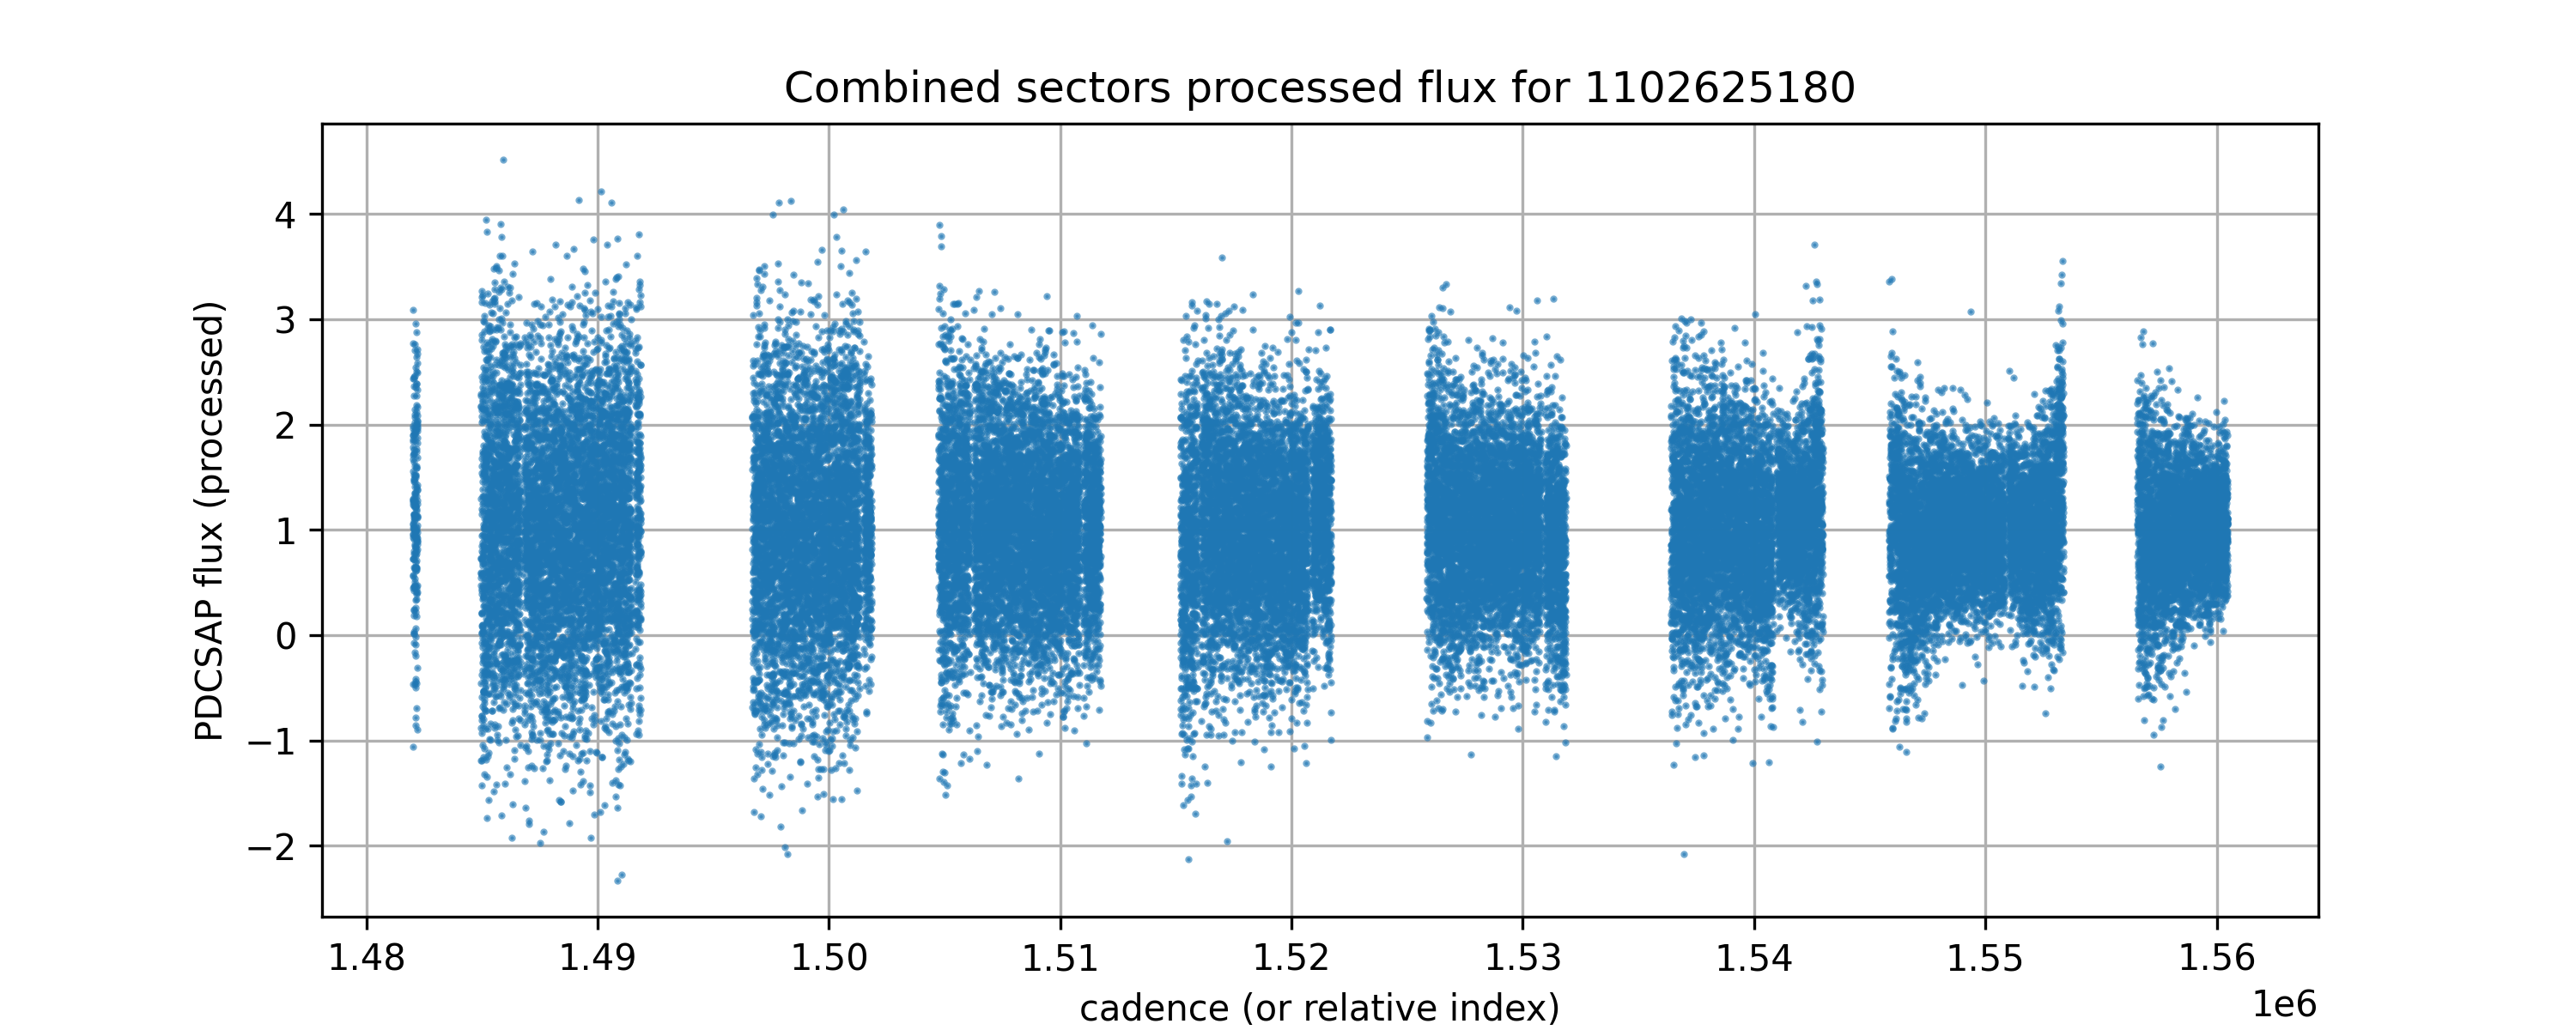 Combined sectors processed flux for 1102625180
PDCSAP flux (processed)
4
3
2
1
0
−1
−2
1.48 1.49 1.50 1.51 1.52 1.53 1.54 1.55 1.56
cadence (or relative index)
1e6